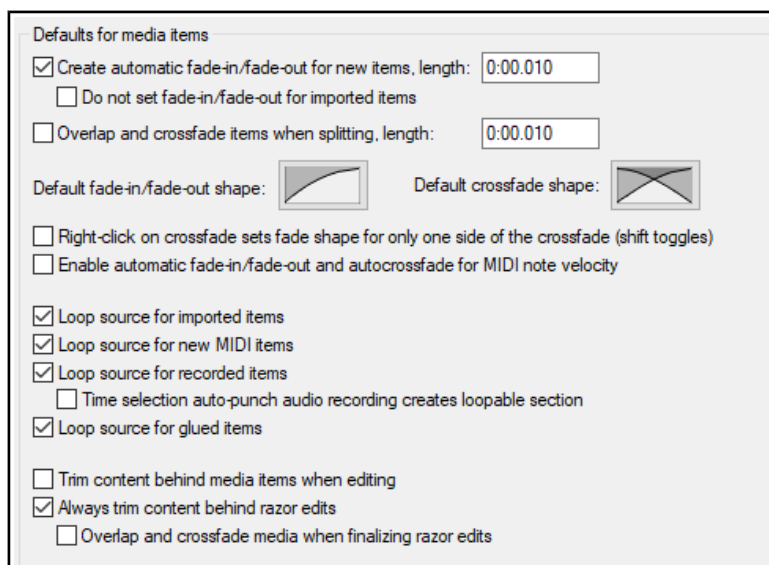 Defaults for media items
Create automatic fade-in/fade-out for new items, length: 0:00.010
Do not set fade-in/fade-out for imported items
Overlap and crossfade items when splitting, length: 0:00.010
Default fade-in/fade-out shape: Default crossfade shape:
Right-click on crossfade sets fade shape for only one side of the crossfade (shift toggles)
Enable automatic fade-in/fade-out and autocrossfade for MIDI note velocity
Loop source for imported items
Loop source for new MIDI items
Loop source for recorded items
Time selection auto-punch audio recording creates loopable section
Loop source for glued items
Trim content behind media items when editing
Always trim content behind razor edits
Overlap and crossfade media when finalizing razor edits